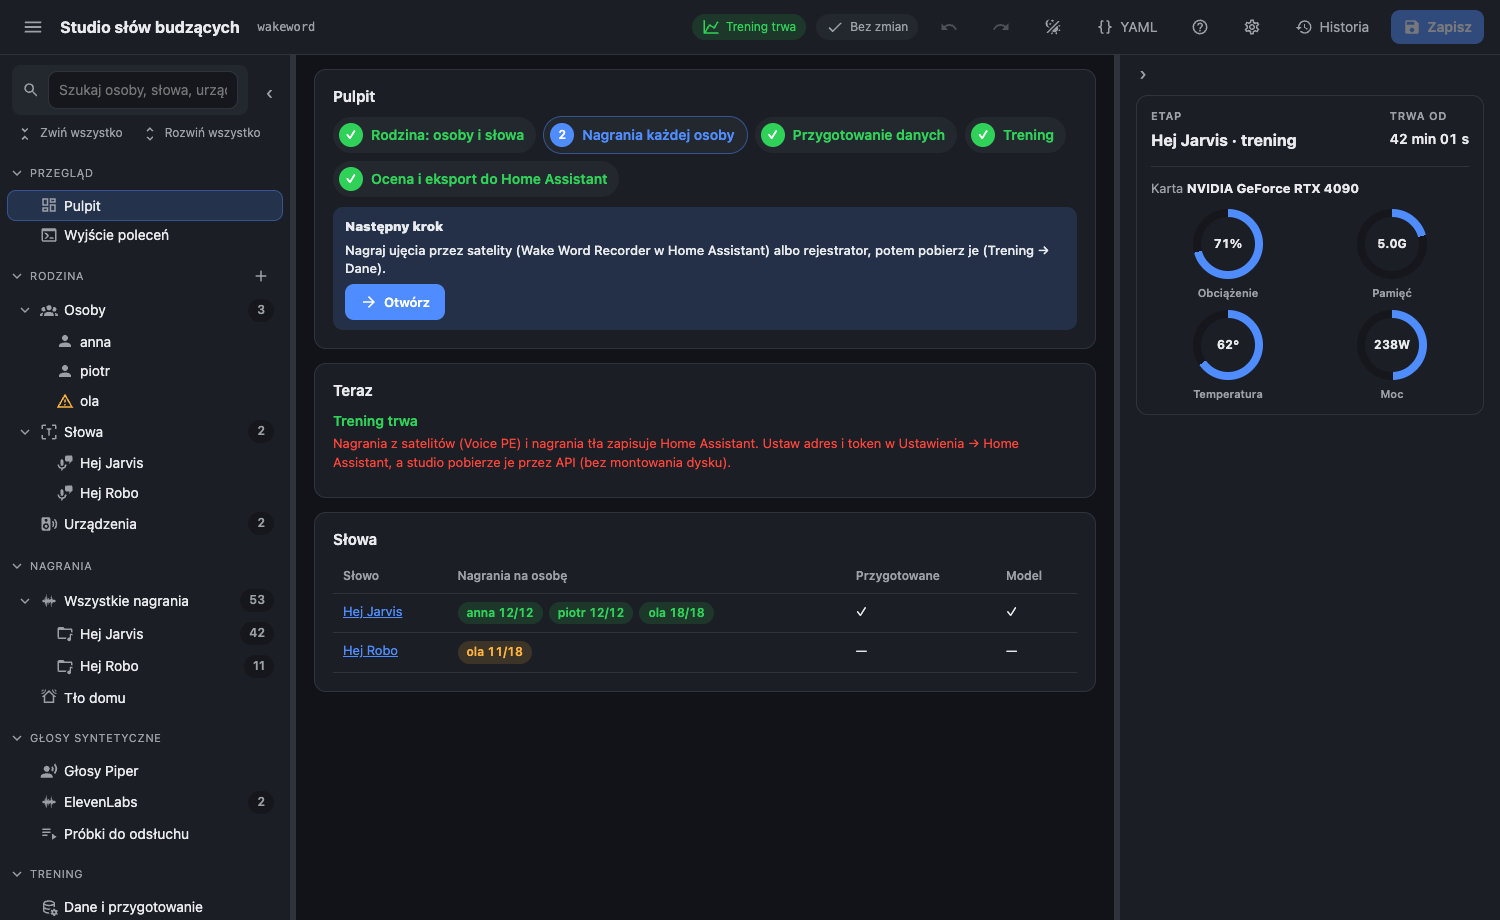 Studio słów budzących wakeword
Trening trwa
Bez zmian
YAML
Historia
Zapisz
Szukaj osoby, słowa, urzą
Zwiń wszystko
Rozwiń wszystko
PRZEGLĄD
Pulpit
Wyjście poleceń
RODZINA
Osoby 3
anna
piotr
ola
Słowa 2
Hej Jarvis
Hej Robo
Urządzenia 2
NAGRANIA
Wszystkie nagrania 53
Hej Jarvis 42
Hej Robo 11
Tło domu
GŁOSY SYNTETYCZNE
Głosy Piper
ElevenLabs 2
Próbki do odsłuchu
TRENING
Dane i przygotowanie
Pulpit
Rodzina: osoby i słowa
2 Nagrania każdej osoby
Przygotowanie danych
Trening
Ocena i eksport do Home Assistant
Następny krok
Nagraj ujęcia przez satelity (Wake Word Recorder w Home Assistant) albo rejestrator, potem pobierz je (Trening →
Dane).
→ Otwórz
Teraz
Trening trwa
Nagrania z satelitów (Voice PE) i nagrania tła zapisuje Home Assistant. Ustaw adres i token w Ustawienia → Home
Assistant, a studio pobierze je przez API (bez montowania dysku).
Słowa
Słowo Nagrania na osobę Przygotowane Model
Hej Jarvis anna 12/12 piotr 12/12 ola 18/18 ✓ ✓
Hej Robo ola 11/18 — —
ETAP TRWA OD
Hej Jarvis · trening 42 min 01 s
Karta NVIDIA GeForce RTX 4090
71% 5.0G
Obciążenie Pamięć
62° 238W
Temperatura Moc